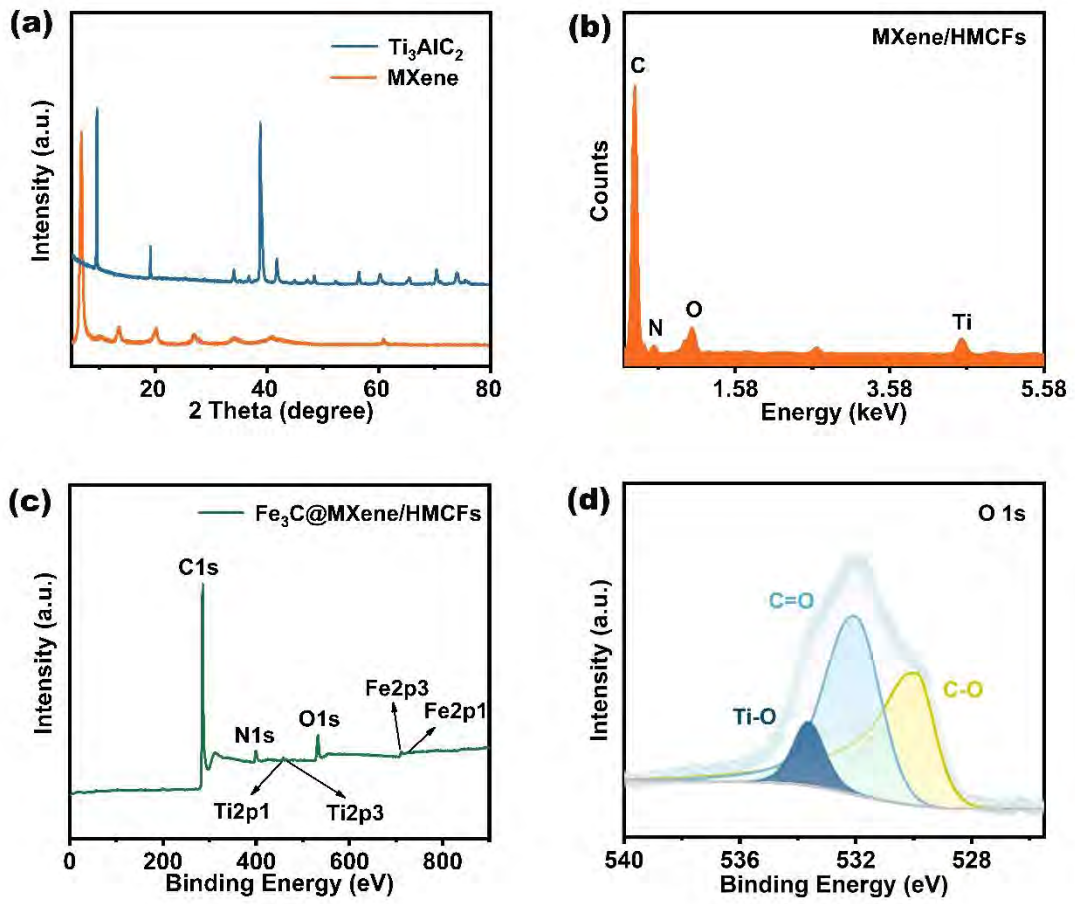 (a)
Ti₃AlC₂
MXene
Intensity (a.u.)
20 40 60 80
2 Theta (degree)
(b)
MXene/HMCFs
C
N
O
Ti
Counts
1.58 3.58 5.58
Energy (keV)
(c)
Fe₃C@MXene/HMCFs
C1s
N1s
O1s
Fe2p3
Fe2p1
Ti2p1
Ti2p3
Intensity (a.u.)
0 200 400 600 800
Binding Energy (eV)
(d)
O 1s
C=O
C-O
Ti-O
Intensity (a.u.)
540 536 532 528
Binding Energy (eV)